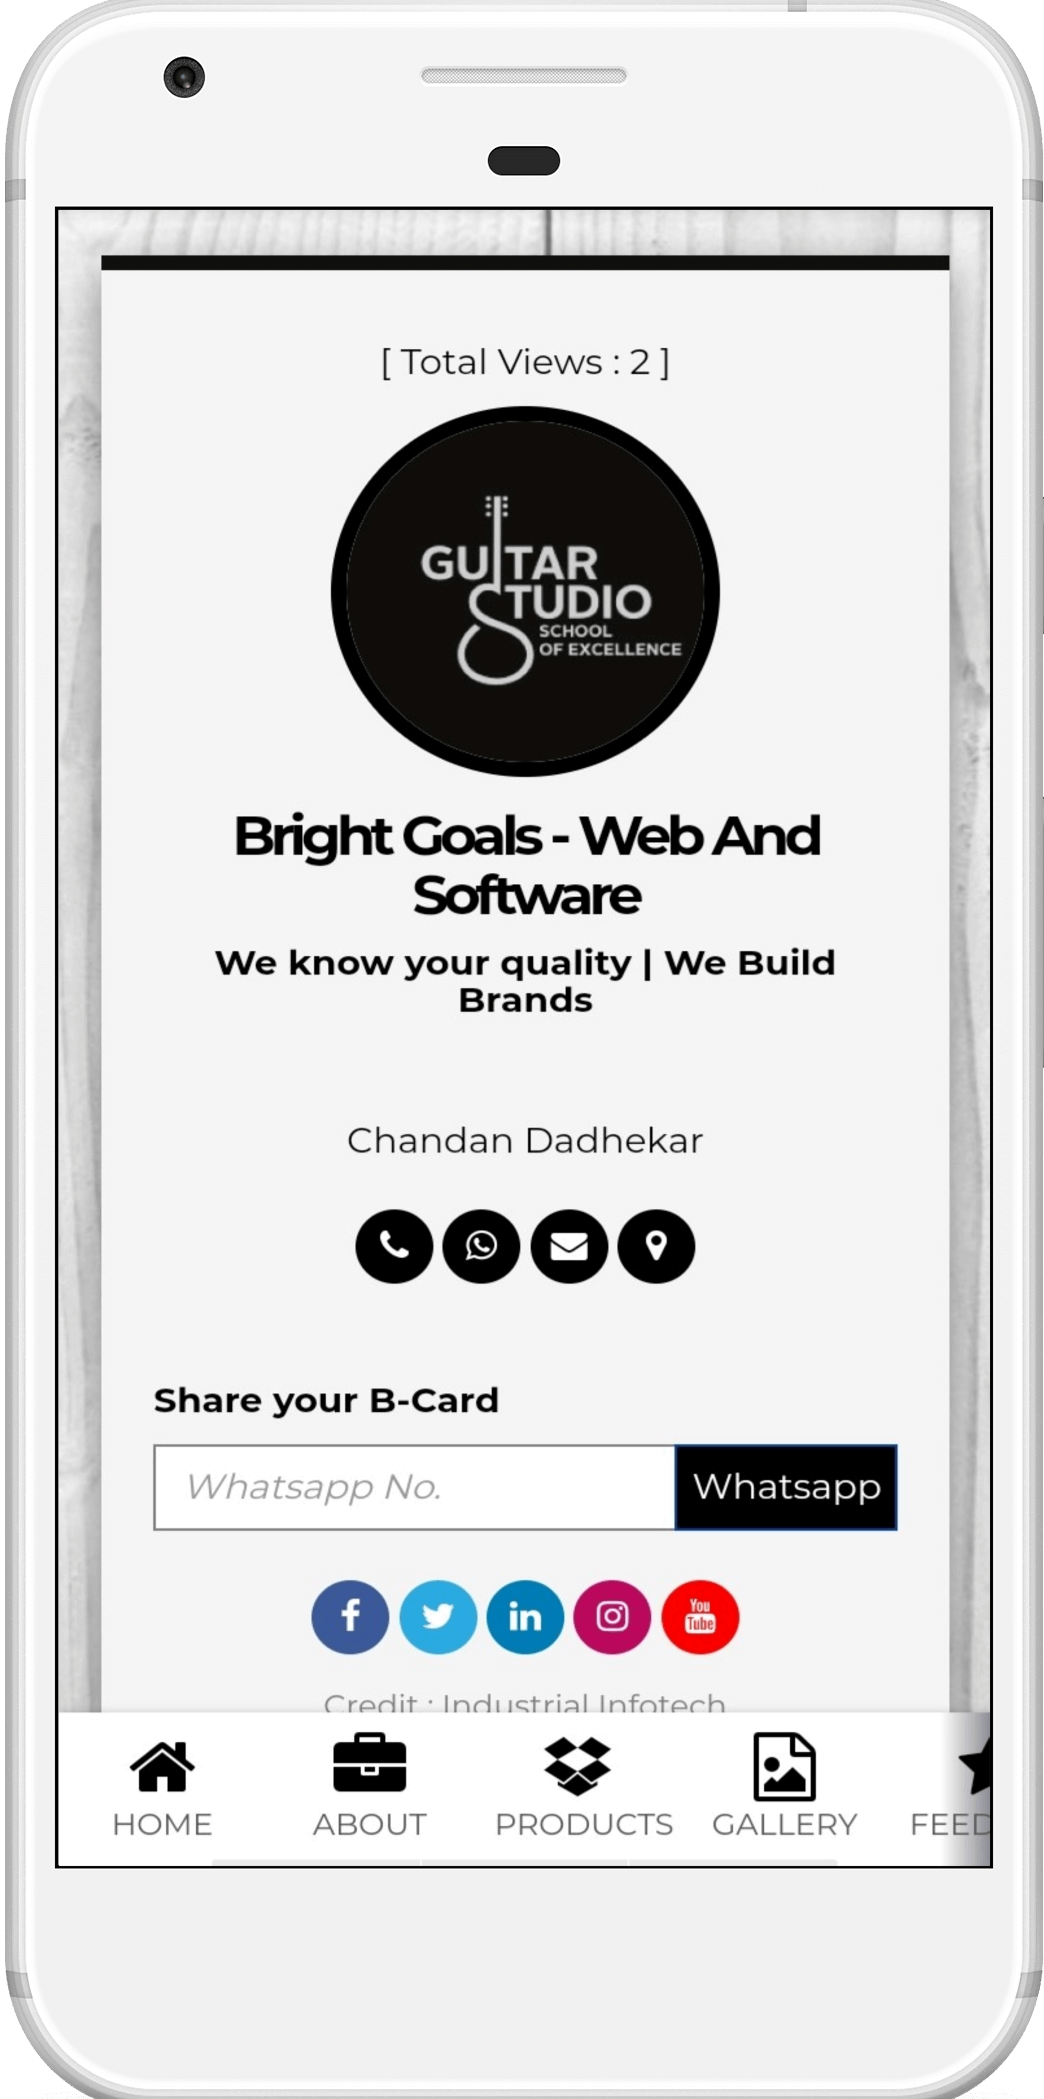 [ Total Views : 2 ]
GUITAR
STUDIO
SCHOOL
OF EXCELLENCE
Bright Goals - Web And
Software
We know your quality | We Build
Brands
Chandan Dadhekar
Share your B-Card
Whatsapp No.
Whatsapp
You
Tube
Credit : Industrial Infotech
HOME ABOUT PRODUCTS GALLERY FEED